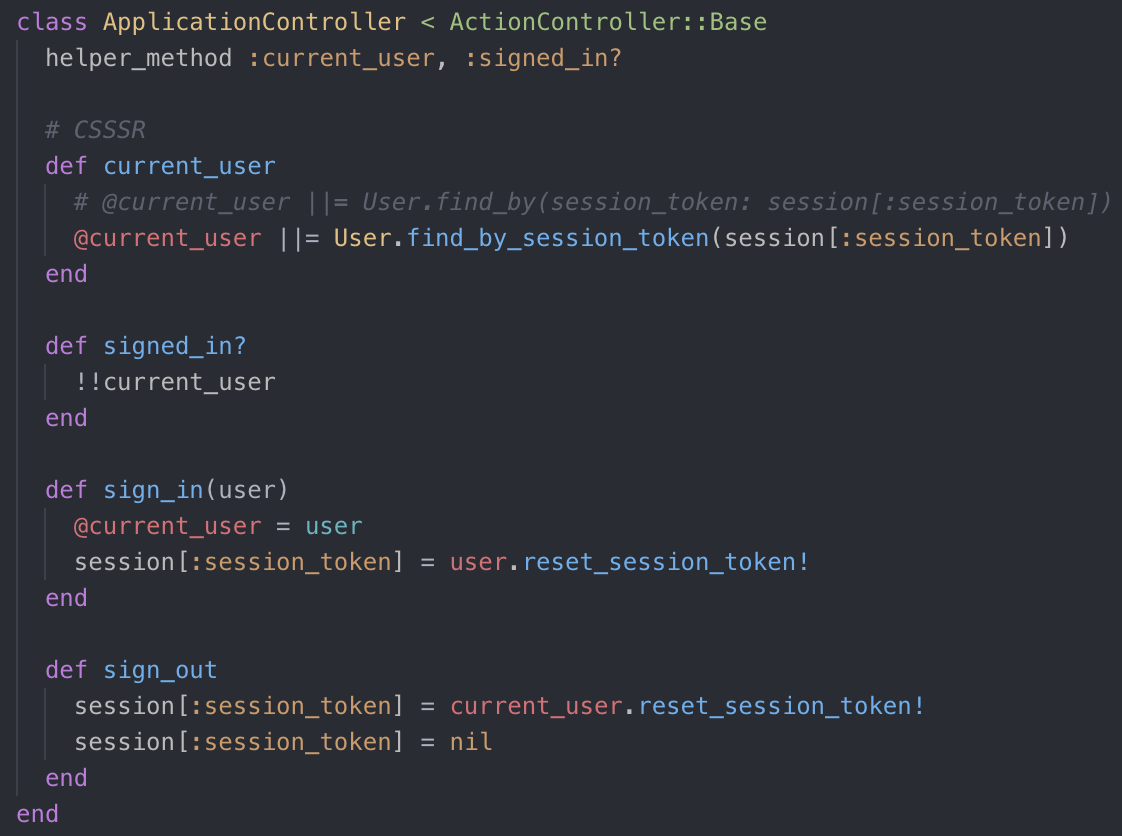 class ApplicationController < ActionController::Base
  helper_method :current_user, :signed_in?

  # CSSSR
  def current_user
    # @current_user ||= User.find_by(session_token: session[:session_token])
    @current_user ||= User.find_by_session_token(session[:session_token])
  end

  def signed_in?
    !!current_user
  end

  def sign_in(user)
    @current_user = user
    session[:session_token] = user.reset_session_token!
  end

  def sign_out
    session[:session_token] = current_user.reset_session_token!
    session[:session_token] = nil
  end
end